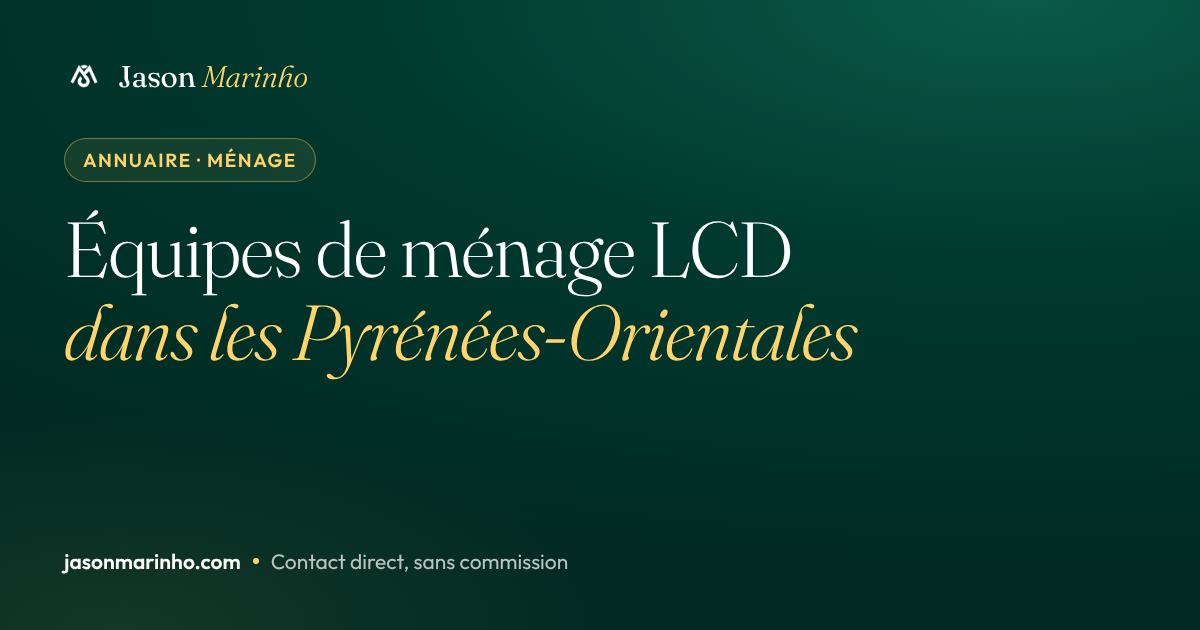 Jason Marinho
ANNUAIRE · MÉNAGE
Équipes de ménage LCD
dans les Pyrénées-Orientales
jasonmarinho.com • Contact direct, sans commission